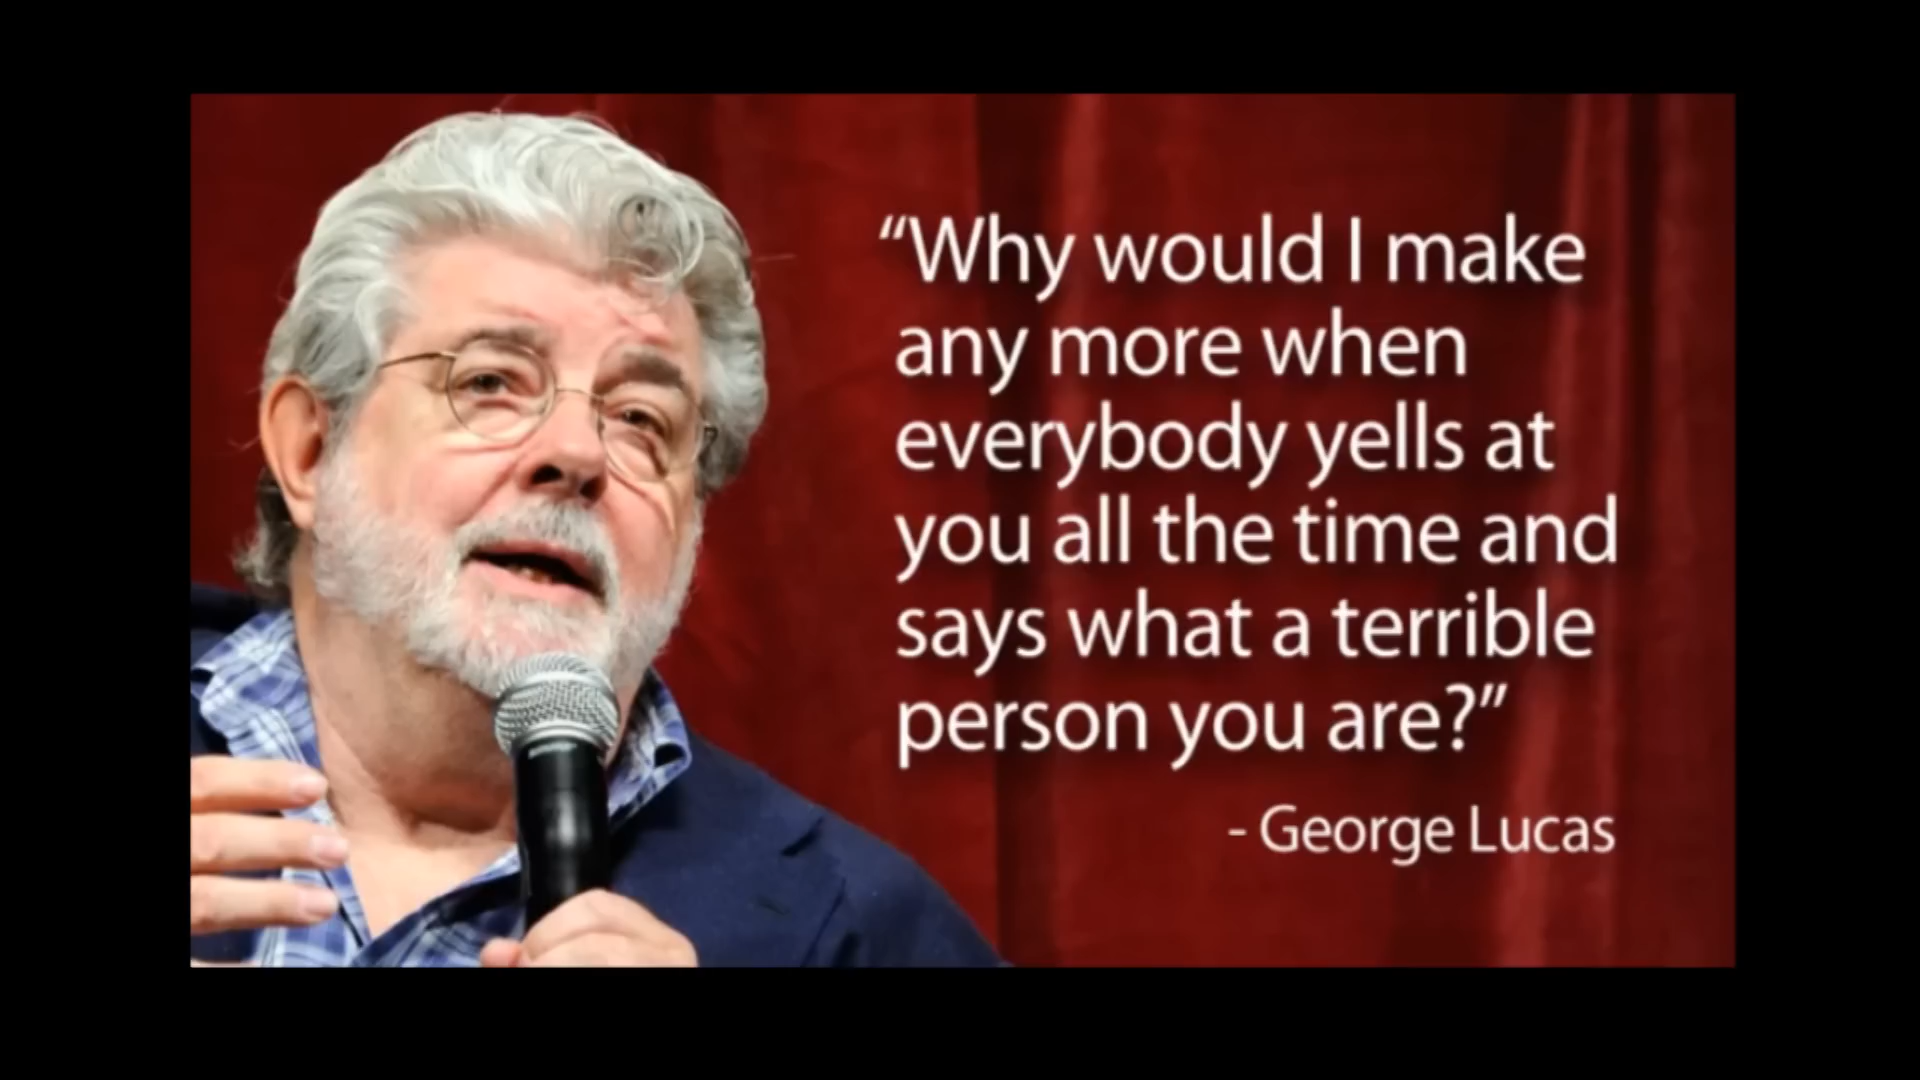 “Why would I make
any more when
everybody yells at
you all the time and
says what a terrible
person you are?”
- George Lucas